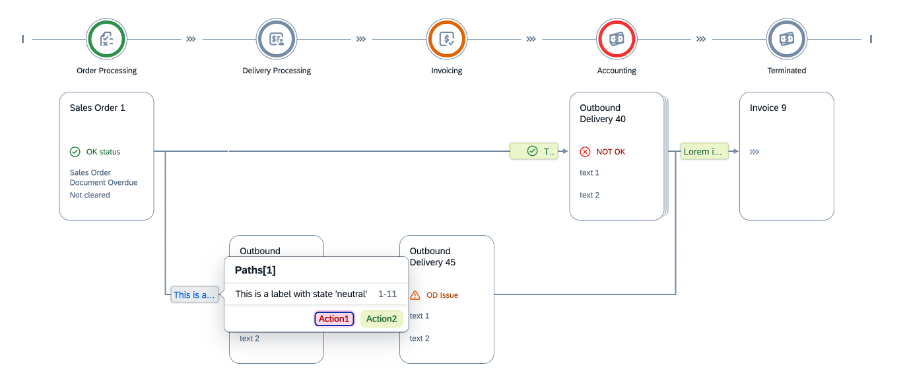 Order Processing
Delivery Processing
Invoicing
Accounting
Terminated
Sales Order 1
OK status
Sales Order
Document Overdue
Not cleared
T...
Outbound
Delivery 40
NOT OK
text 1
text 2
Lorem i...
Invoice 9
This is a...
Outbound
Paths[1]
This is a label with state 'neutral' 1-11
Action1 Action2
text 2
Outbound
Delivery 45
OD Issue
text 1
text 2